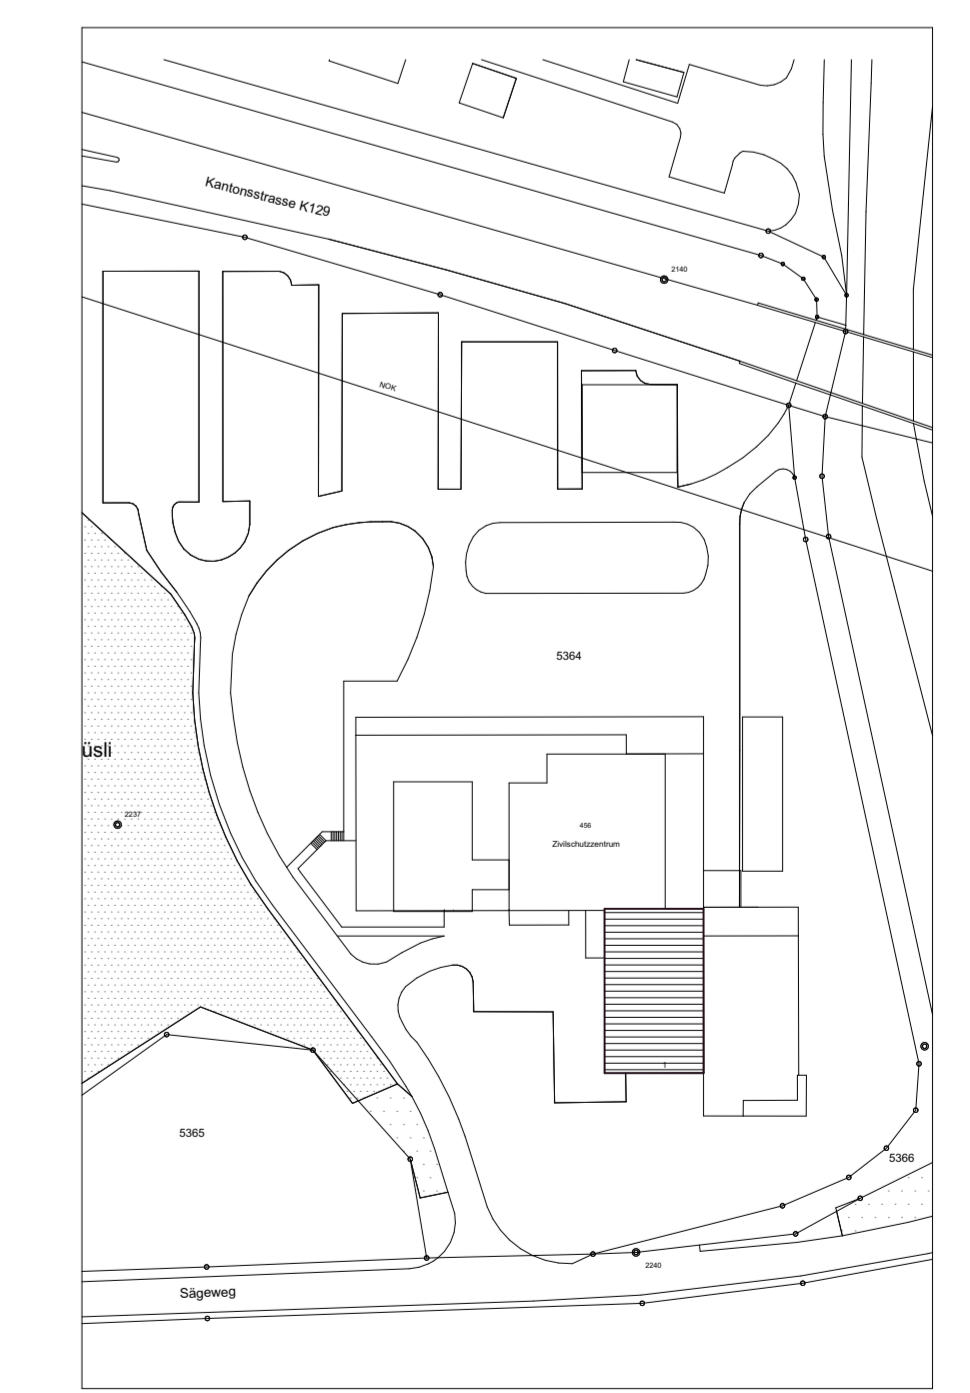 Kantonsstrasse K129
2140
NOK
5364
üsli
2237
456
Zivilschutzzentrum
5365
5366
2240
Sägeweg